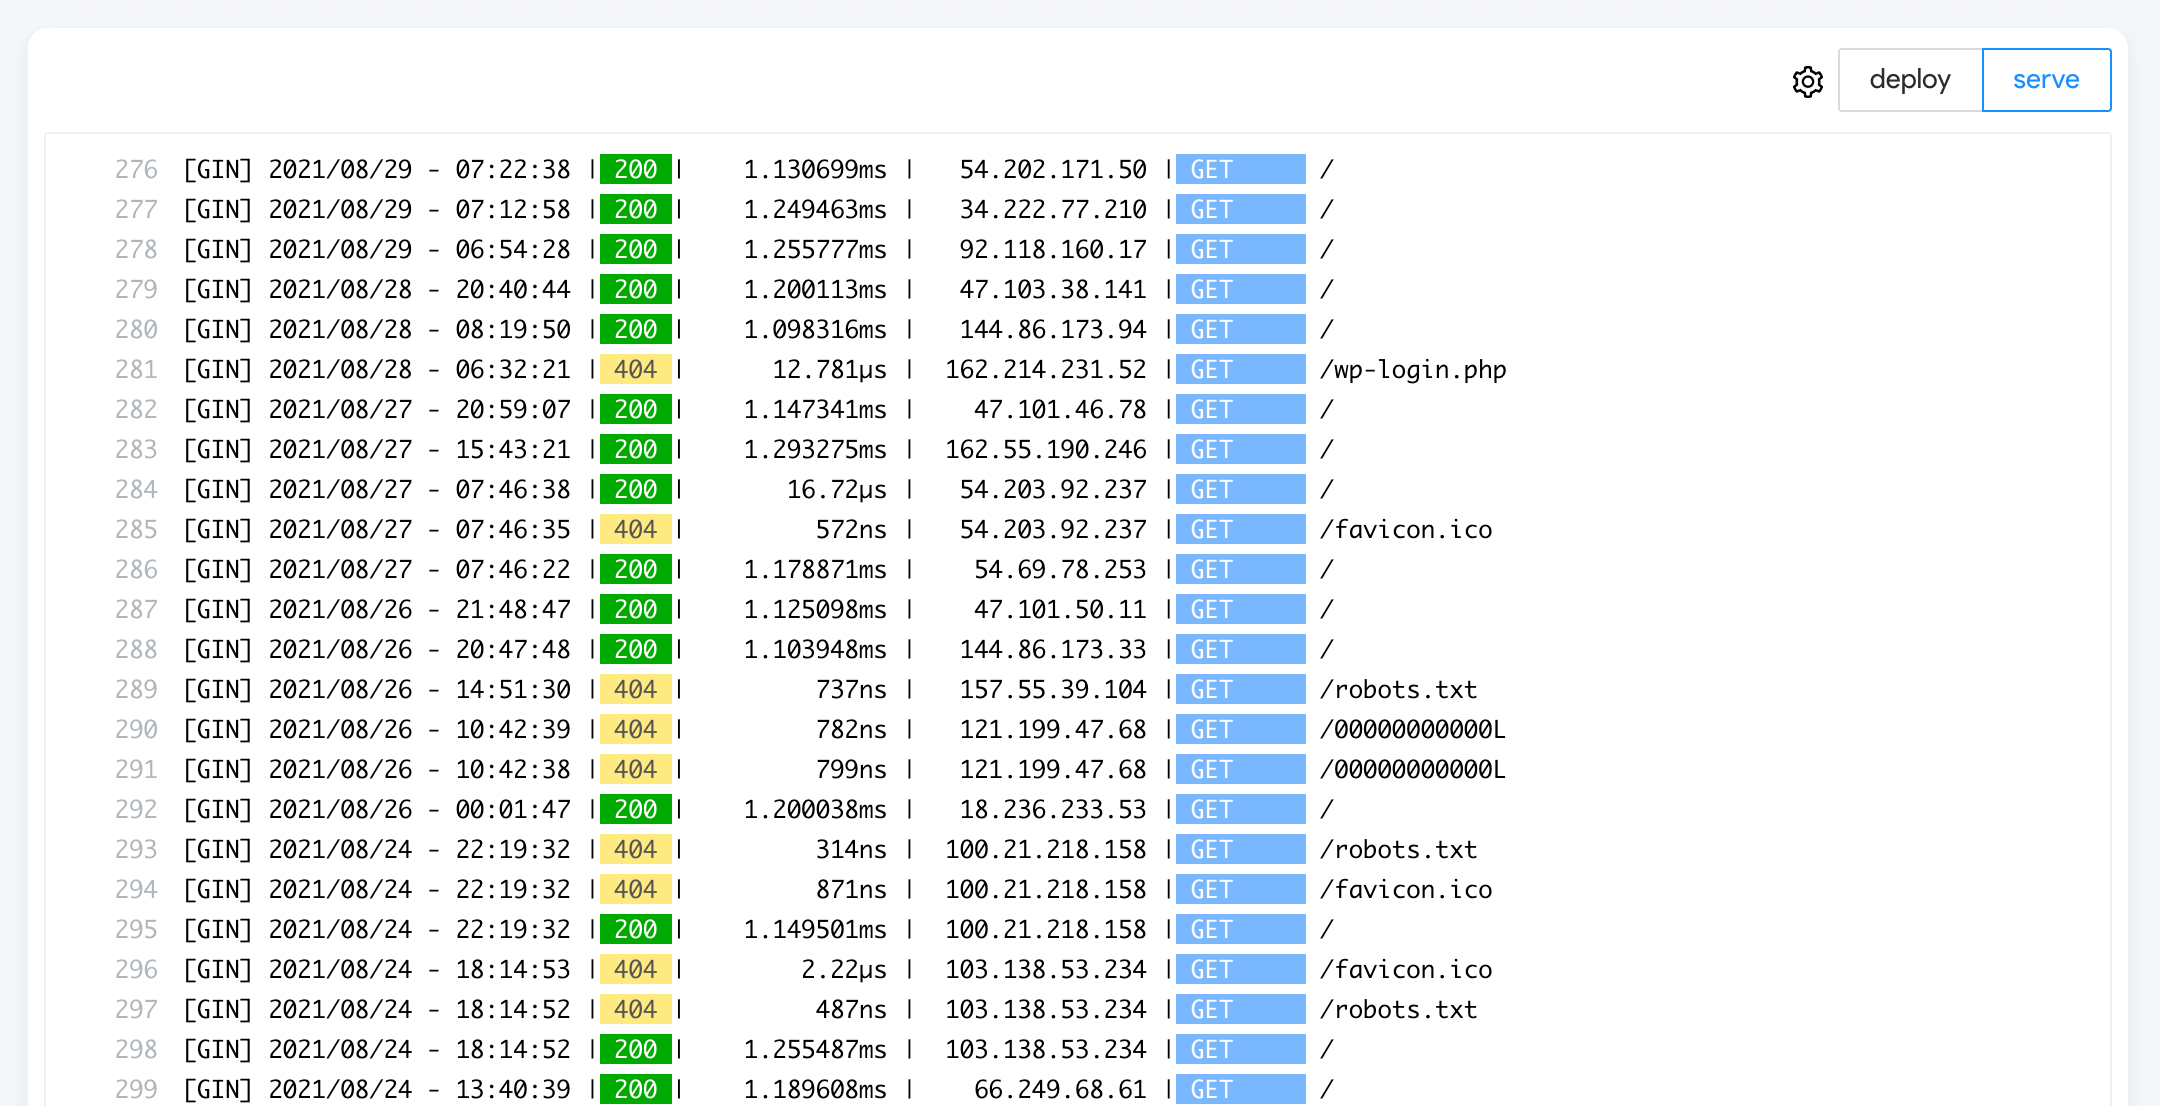 deploy serve
276 [GIN] 2021/08/29 - 07:22:38 | 200 | 1.130699ms | 54.202.171.50 | GET /
277 [GIN] 2021/08/29 - 07:12:58 | 200 | 1.249463ms | 34.222.77.210 | GET /
278 [GIN] 2021/08/29 - 06:54:28 | 200 | 1.255777ms | 92.118.160.17 | GET /
279 [GIN] 2021/08/28 - 20:40:44 | 200 | 1.200113ms | 47.103.38.141 | GET /
280 [GIN] 2021/08/28 - 08:19:50 | 200 | 1.098316ms | 144.86.173.94 | GET /
281 [GIN] 2021/08/28 - 06:32:21 | 404 | 12.781µs | 162.214.231.52 | GET /wp-login.php
282 [GIN] 2021/08/27 - 20:59:07 | 200 | 1.147341ms | 47.101.46.78 | GET /
283 [GIN] 2021/08/27 - 15:43:21 | 200 | 1.293275ms | 162.55.190.246 | GET /
284 [GIN] 2021/08/27 - 07:46:38 | 200 | 16.72µs | 54.203.92.237 | GET /
285 [GIN] 2021/08/27 - 07:46:35 | 404 | 572ns | 54.203.92.237 | GET /favicon.ico
286 [GIN] 2021/08/27 - 07:46:22 | 200 | 1.178871ms | 54.69.78.253 | GET /
287 [GIN] 2021/08/26 - 21:48:47 | 200 | 1.125098ms | 47.101.50.11 | GET /
288 [GIN] 2021/08/26 - 20:47:48 | 200 | 1.103948ms | 144.86.173.33 | GET /
289 [GIN] 2021/08/26 - 14:51:30 | 404 | 737ns | 157.55.39.104 | GET /robots.txt
290 [GIN] 2021/08/26 - 10:42:39 | 404 | 782ns | 121.199.47.68 | GET /00000000000L
291 [GIN] 2021/08/26 - 10:42:38 | 404 | 799ns | 121.199.47.68 | GET /00000000000L
292 [GIN] 2021/08/26 - 00:01:47 | 200 | 1.200038ms | 18.236.233.53 | GET /
293 [GIN] 2021/08/24 - 22:19:32 | 404 | 314ns | 100.21.218.158 | GET /robots.txt
294 [GIN] 2021/08/24 - 22:19:32 | 404 | 871ns | 100.21.218.158 | GET /favicon.ico
295 [GIN] 2021/08/24 - 22:19:32 | 200 | 1.149501ms | 100.21.218.158 | GET /
296 [GIN] 2021/08/24 - 18:14:53 | 404 | 2.22µs | 103.138.53.234 | GET /favicon.ico
297 [GIN] 2021/08/24 - 18:14:52 | 404 | 487ns | 103.138.53.234 | GET /robots.txt
298 [GIN] 2021/08/24 - 18:14:52 | 200 | 1.255487ms | 103.138.53.234 | GET /
299 [GIN] 2021/08/24 - 13:40:39 | 200 | 1.189608ms | 66.249.68.61 | GET /